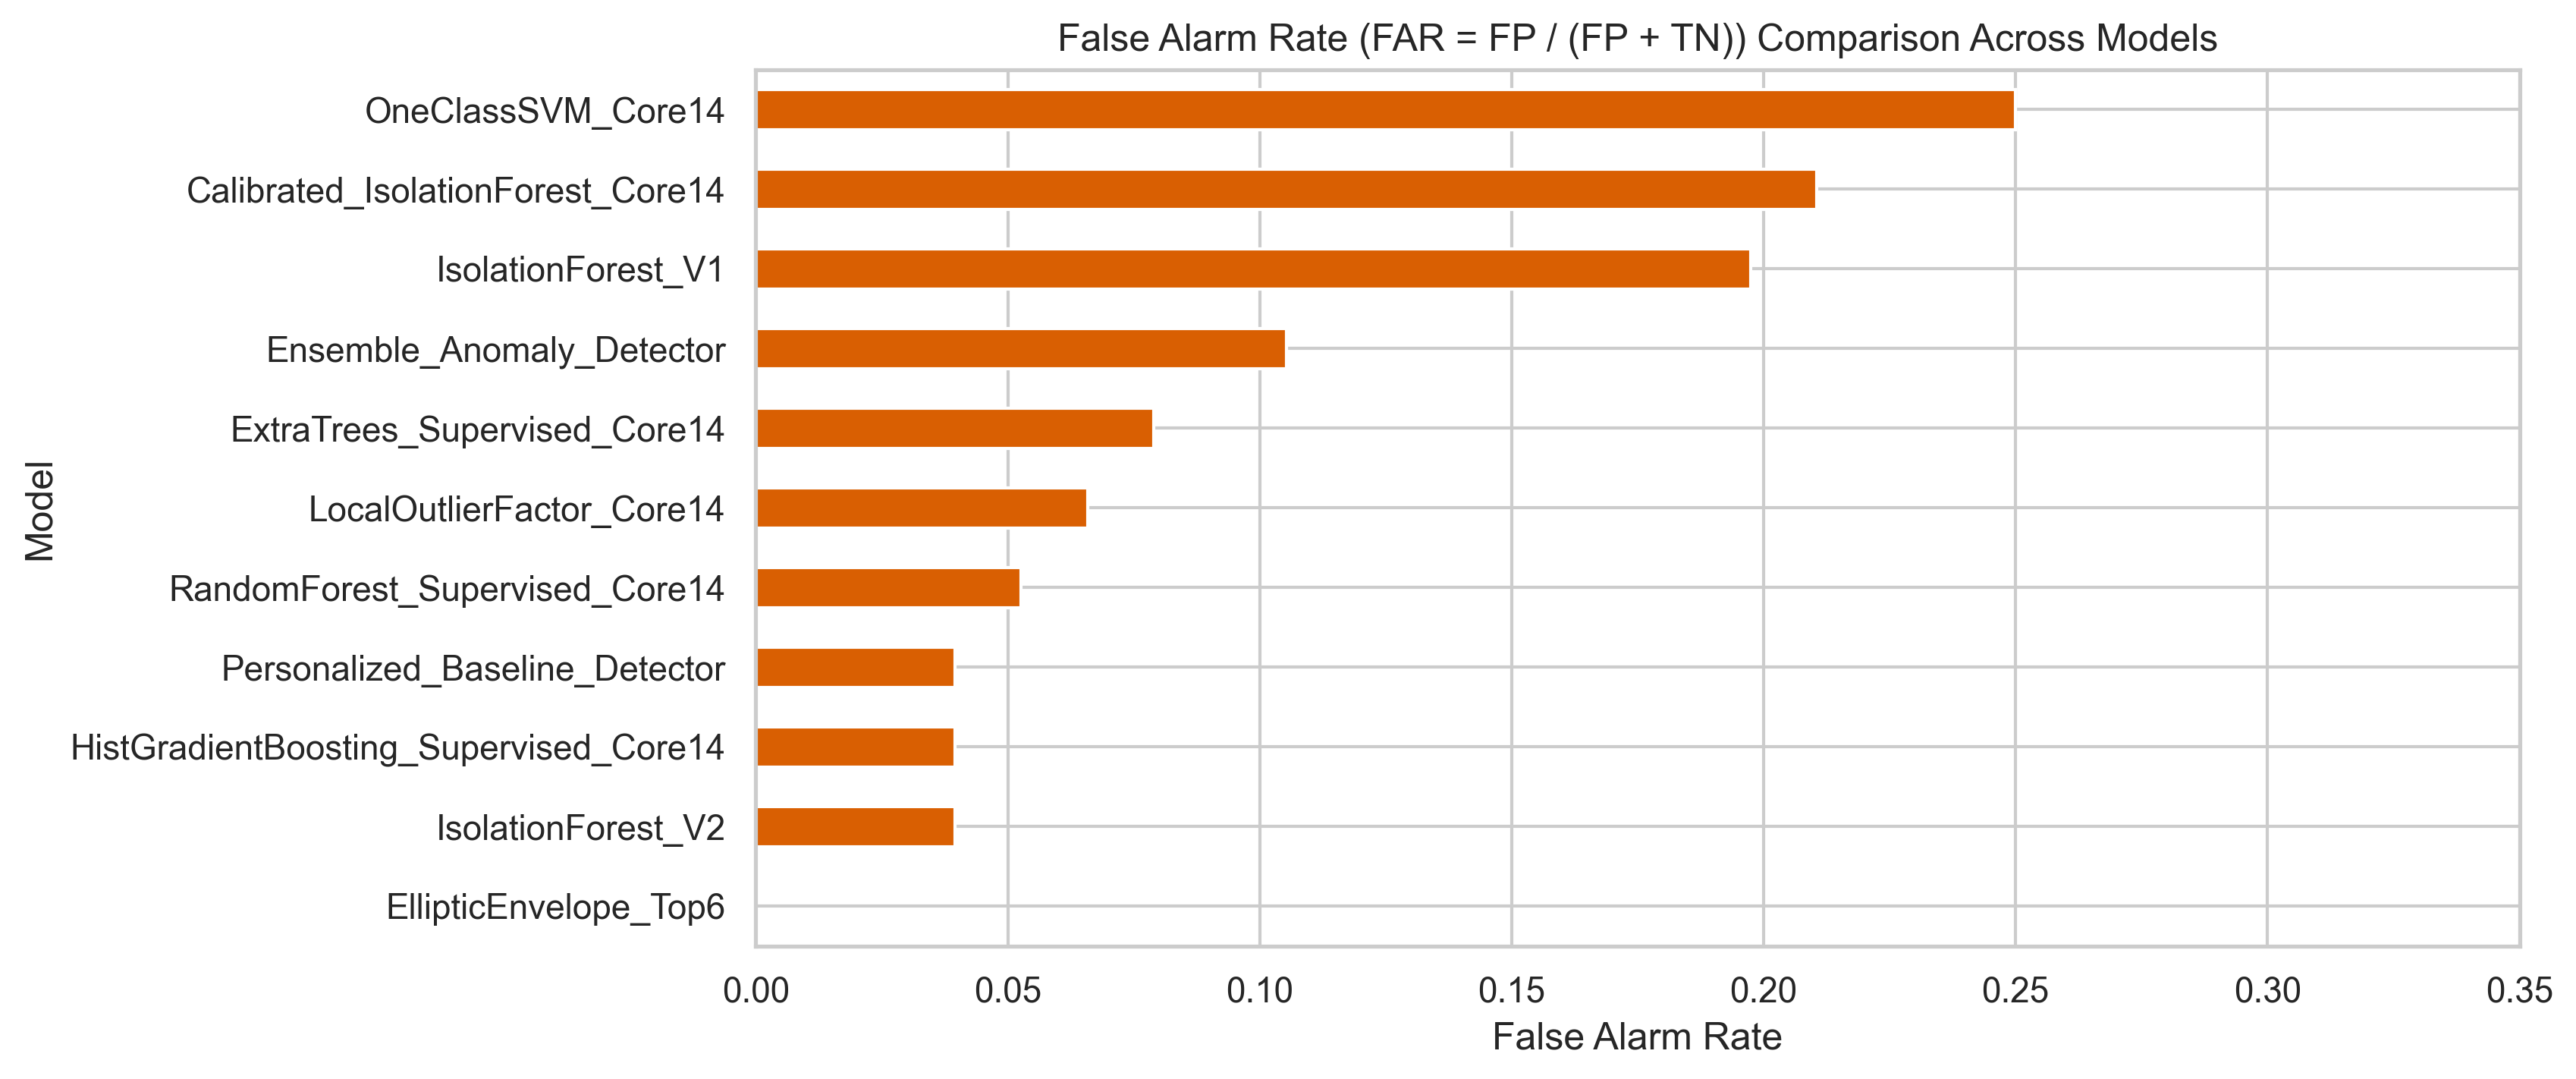 False Alarm Rate (FAR = FP / (FP + TN)) Comparison Across Models
OneClassSVM_Core14
Calibrated_IsolationForest_Core14
IsolationForest_V1
Ensemble_Anomaly_Detector
ExtraTrees_Supervised_Core14
LocalOutlierFactor_Core14
RandomForest_Supervised_Core14
Personalized_Baseline_Detector
HistGradientBoosting_Supervised_Core14
IsolationForest_V2
EllipticEnvelope_Top6
Model
0.00 0.05 0.10 0.15 0.20 0.25 0.30 0.35
False Alarm Rate